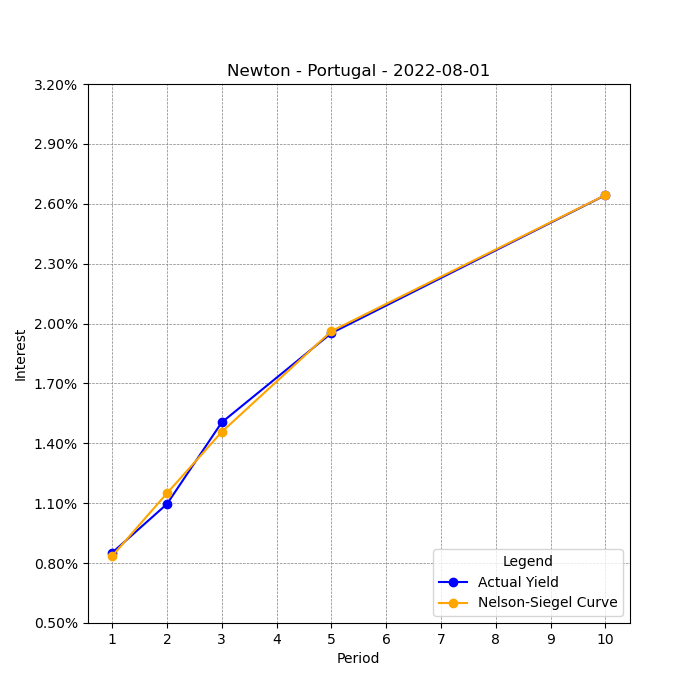 Newton - Portugal - 2022-08-01
3.20%
2.90%
2.60%
2.30%
2.00%
1.70%
1.40%
1.10%
0.80%
0.50%
Interest
1 2 3 4 5 6 7 8 9 10
Period
Legend
Actual Yield
Nelson-Siegel Curve